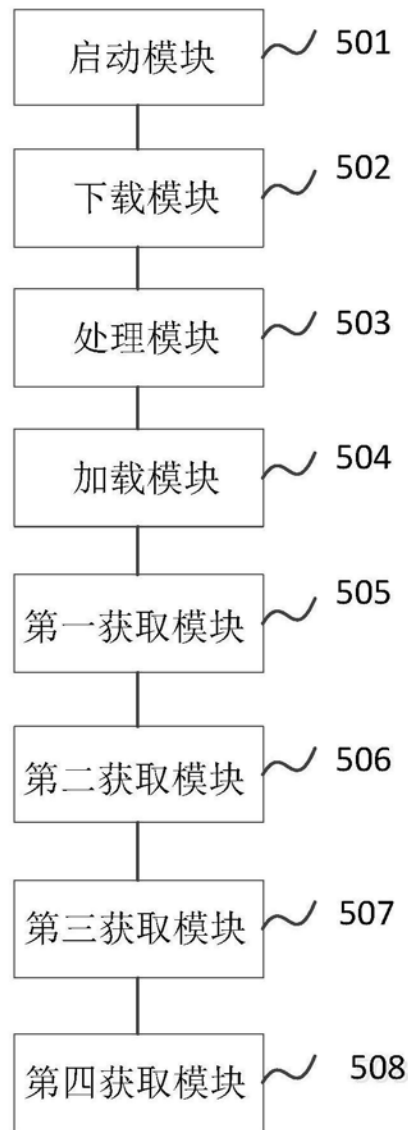 启动模块 501
下载模块 502
处理模块 503
加载模块 504
第一获取模块 505
第二获取模块 506
第三获取模块 507
第四获取模块 508